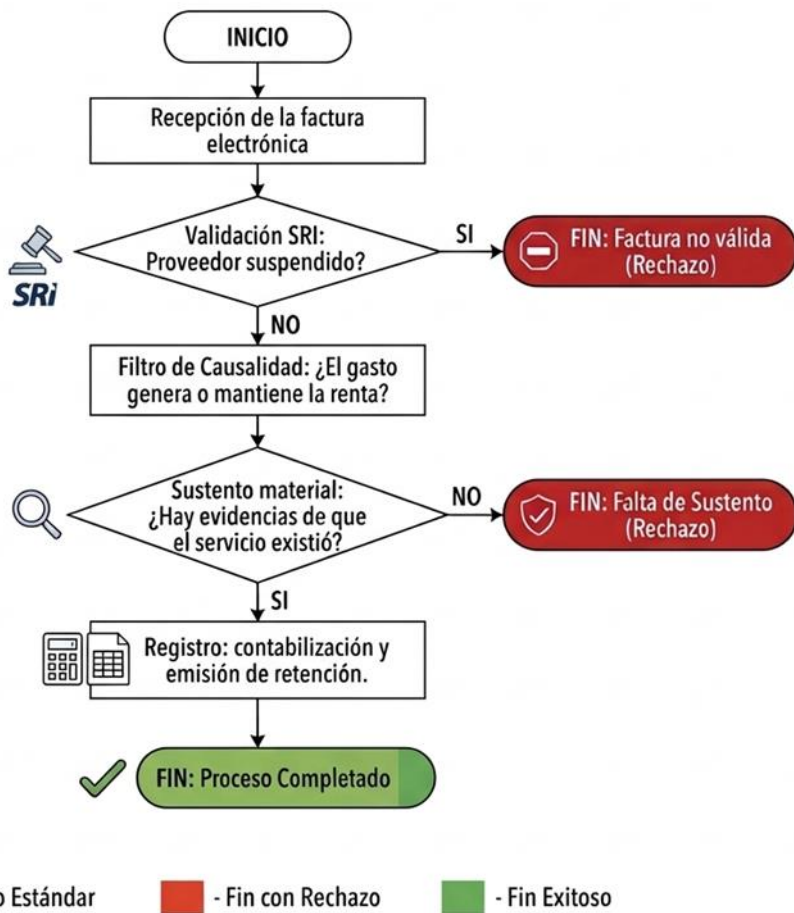 INICIO
Recepción de la factura
electrónica
Validación SRI:
Proveedor suspendido?
SI
FIN: Factura no válida
(Rechazo)
SRi
NO
Filtro de Causalidad: ¿El gasto
genera o mantiene la renta?
Sustento material:
¿Hay evidencias de que
el servicio existió?
NO
FIN: Falta de Sustento
(Rechazo)
SI
Registro: contabilización y
emisión de retención.
FIN: Proceso Completado
o Estándar
- Fin con Rechazo
- Fin Exitoso